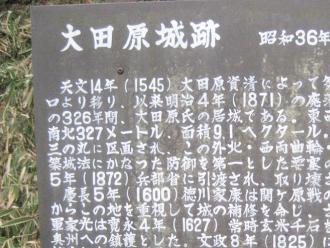 大田原城跡 昭和36年
天文14年(1545)大田原資清によって
口より移り、以来明治4年(1871)の廃
の326年間、大田原氏の居城である。東西
南北327メートル、面積9.1ヘクタール、
三の丸に区画され、この外火・西両曲輪・
築城法にかなった防御を第一とした
5年(1872)兵部省に引渡され、取り壊
慶長5年(1600)徳川家康は関ケ原戦
からこの地を重視して城の補修を命じ、
軍家光は寛永4年(1627)常時玄米千石
奥州への鎮護とした。文政8年(1825)